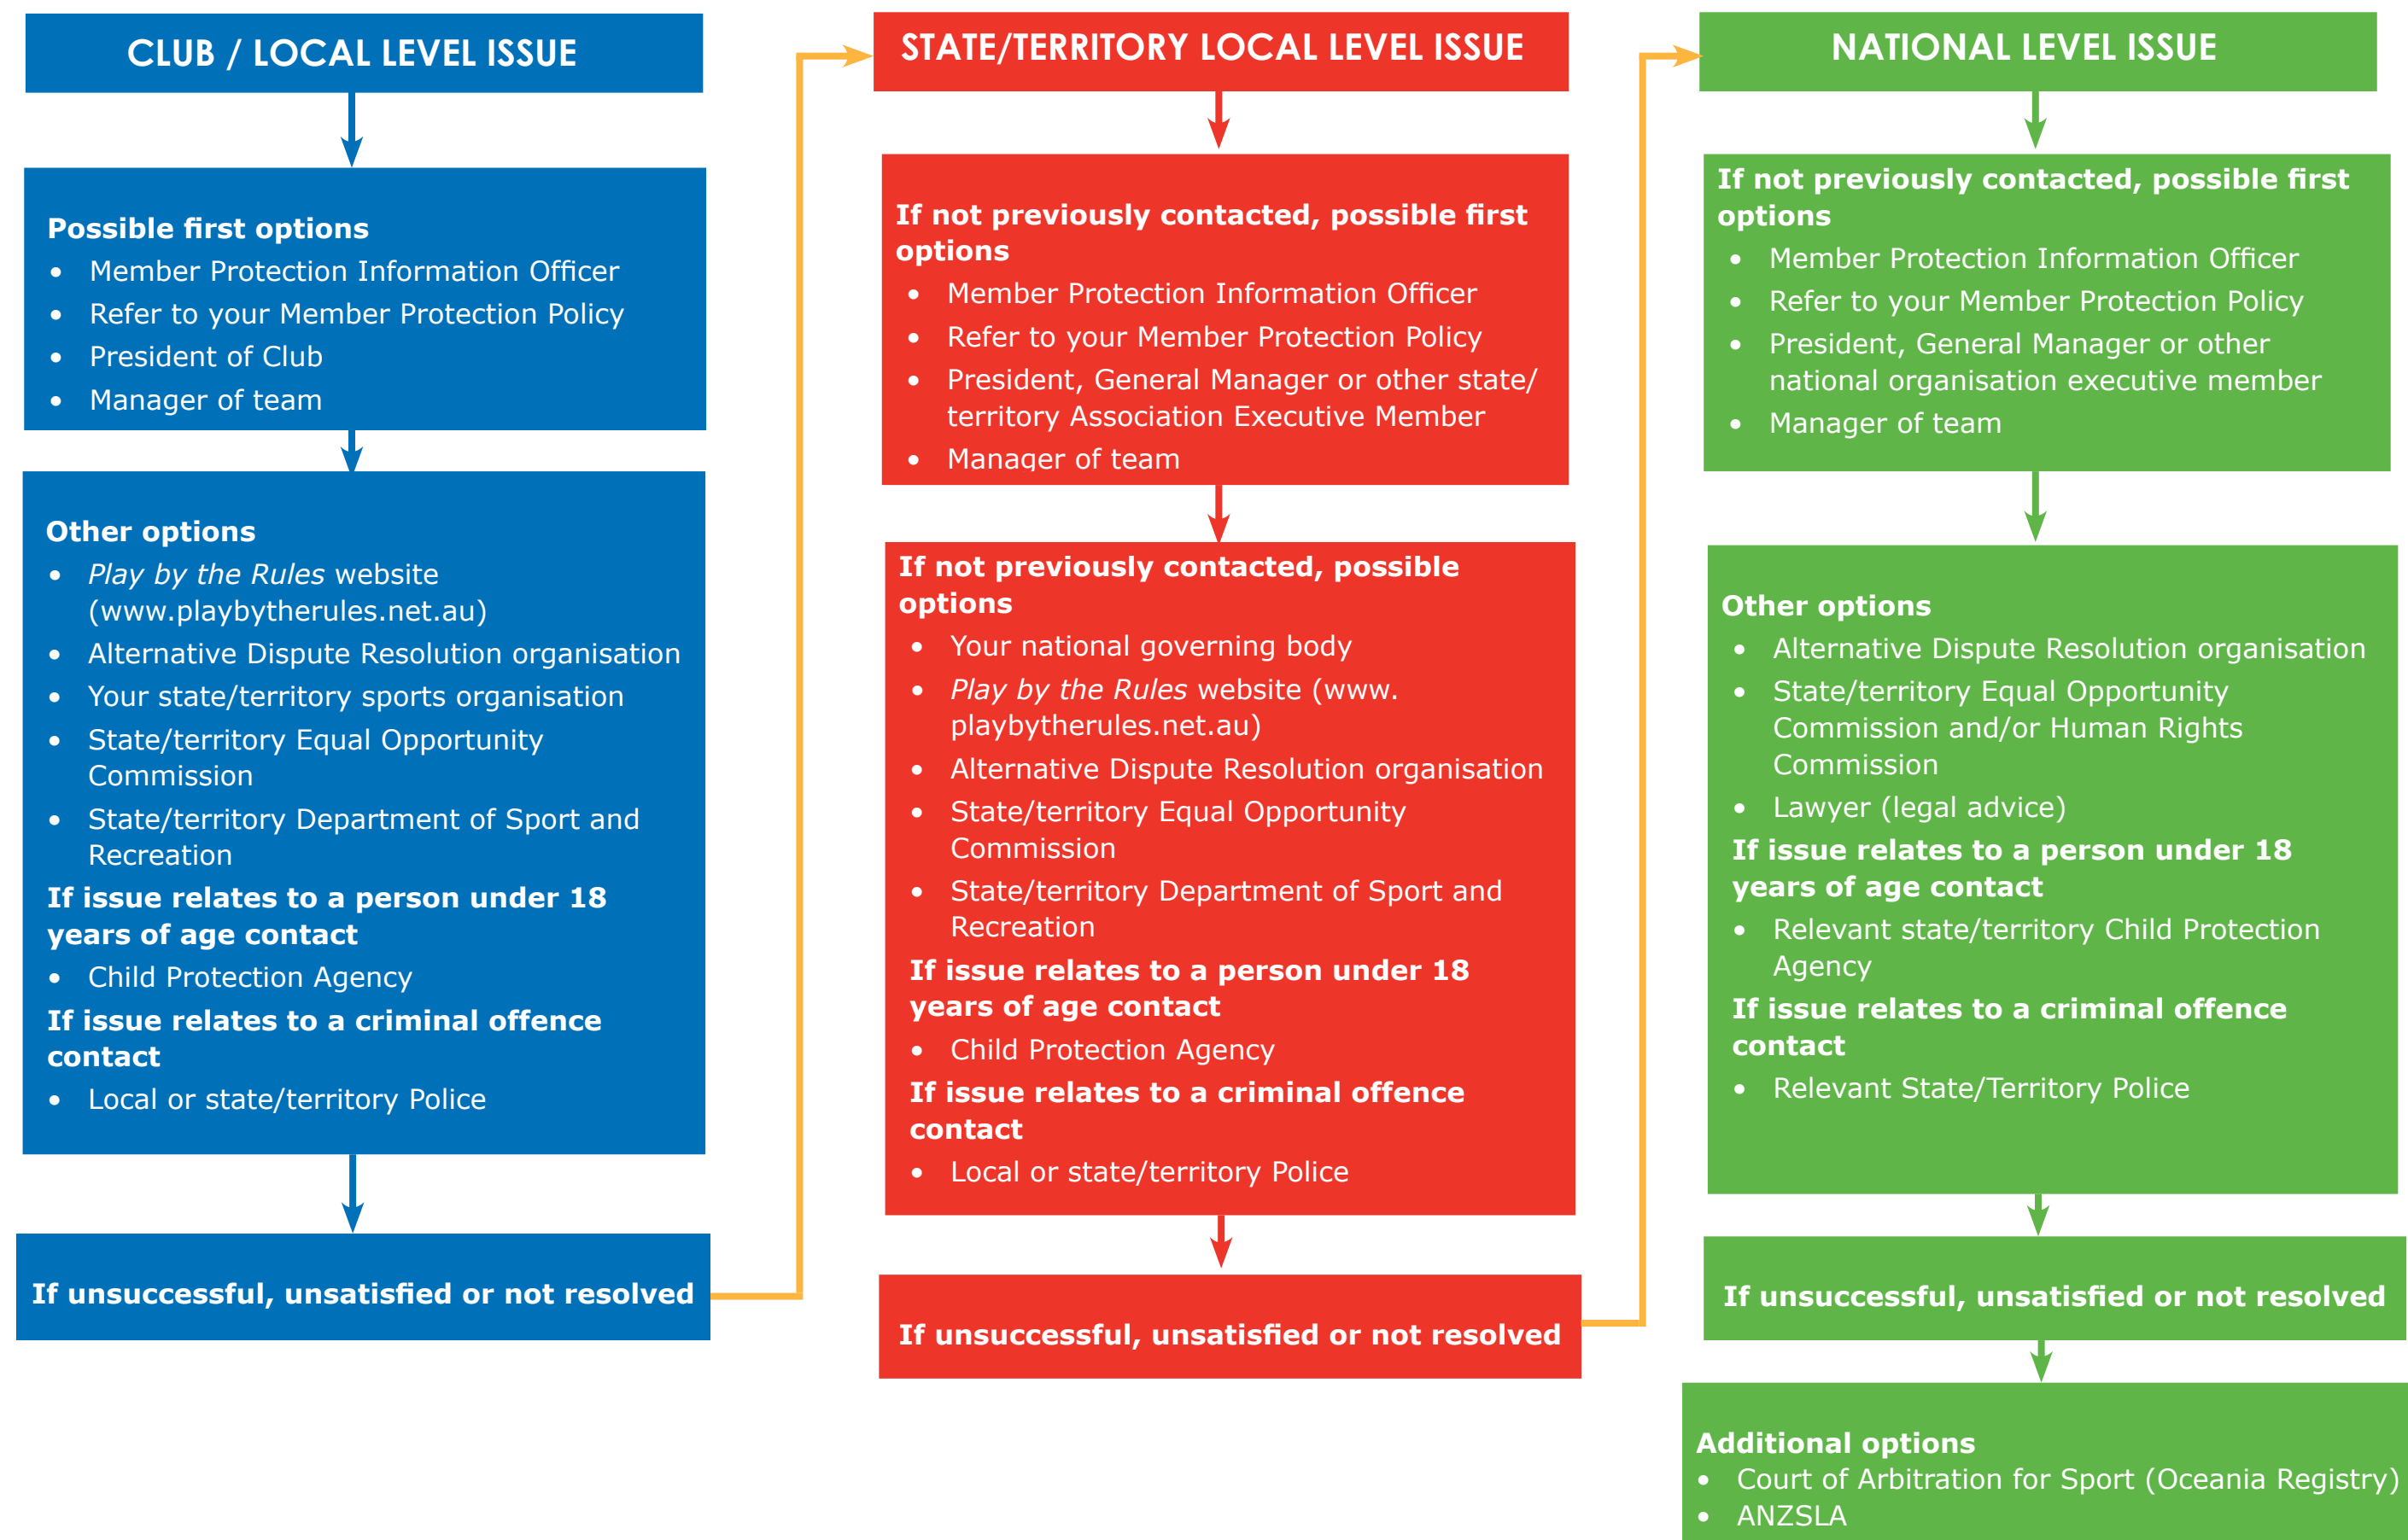 CLUB / LOCAL LEVEL ISSUE
Possible first options
• Member Protection Information Officer
• Refer to your Member Protection Policy
• President of Club
• Manager of team
Other options
• Play by the Rules website
(www.playbytherules.net.au)
• Alternative Dispute Resolution organisation
• Your state/territory sports organisation
• State/territory Equal Opportunity
Commission
• State/territory Department of Sport and
Recreation
If issue relates to a person under 18
years of age contact
• Child Protection Agency
If issue relates to a criminal offence
contact
• Local or state/territory Police
If unsuccessful, unsatisfied or not resolved
STATE/TERRITORY LOCAL LEVEL ISSUE
If not previously contacted, possible first
options
• Member Protection Information Officer
• Refer to your Member Protection Policy
• President, General Manager or other state/
territory Association Executive Member
• Manager of team
If not previously contacted, possible
options
• Your national governing body
• Play by the Rules website (www.
playbytherules.net.au)
• Alternative Dispute Resolution organisation
• State/territory Equal Opportunity
Commission
• State/territory Department of Sport and
Recreation
If issue relates to a person under 18
years of age contact
• Child Protection Agency
If issue relates to a criminal offence
contact
• Local or state/territory Police
If unsuccessful, unsatisfied or not resolved
NATIONAL LEVEL ISSUE
If not previously contacted, possible first
options
• Member Protection Information Officer
• Refer to your Member Protection Policy
• President, General Manager or other
national organisation executive member
• Manager of team
Other options
• Alternative Dispute Resolution organisation
• State/territory Equal Opportunity
Commission and/or Human Rights
Commission
• Lawyer (legal advice)
If issue relates to a person under 18
years of age contact
• Relevant state/territory Child Protection
Agency
If issue relates to a criminal offence
contact
• Relevant State/Territory Police
If unsuccessful, unsatisfied or not resolved
Additional options
• Court of Arbitration for Sport (Oceania Registry)
• ANZSLA